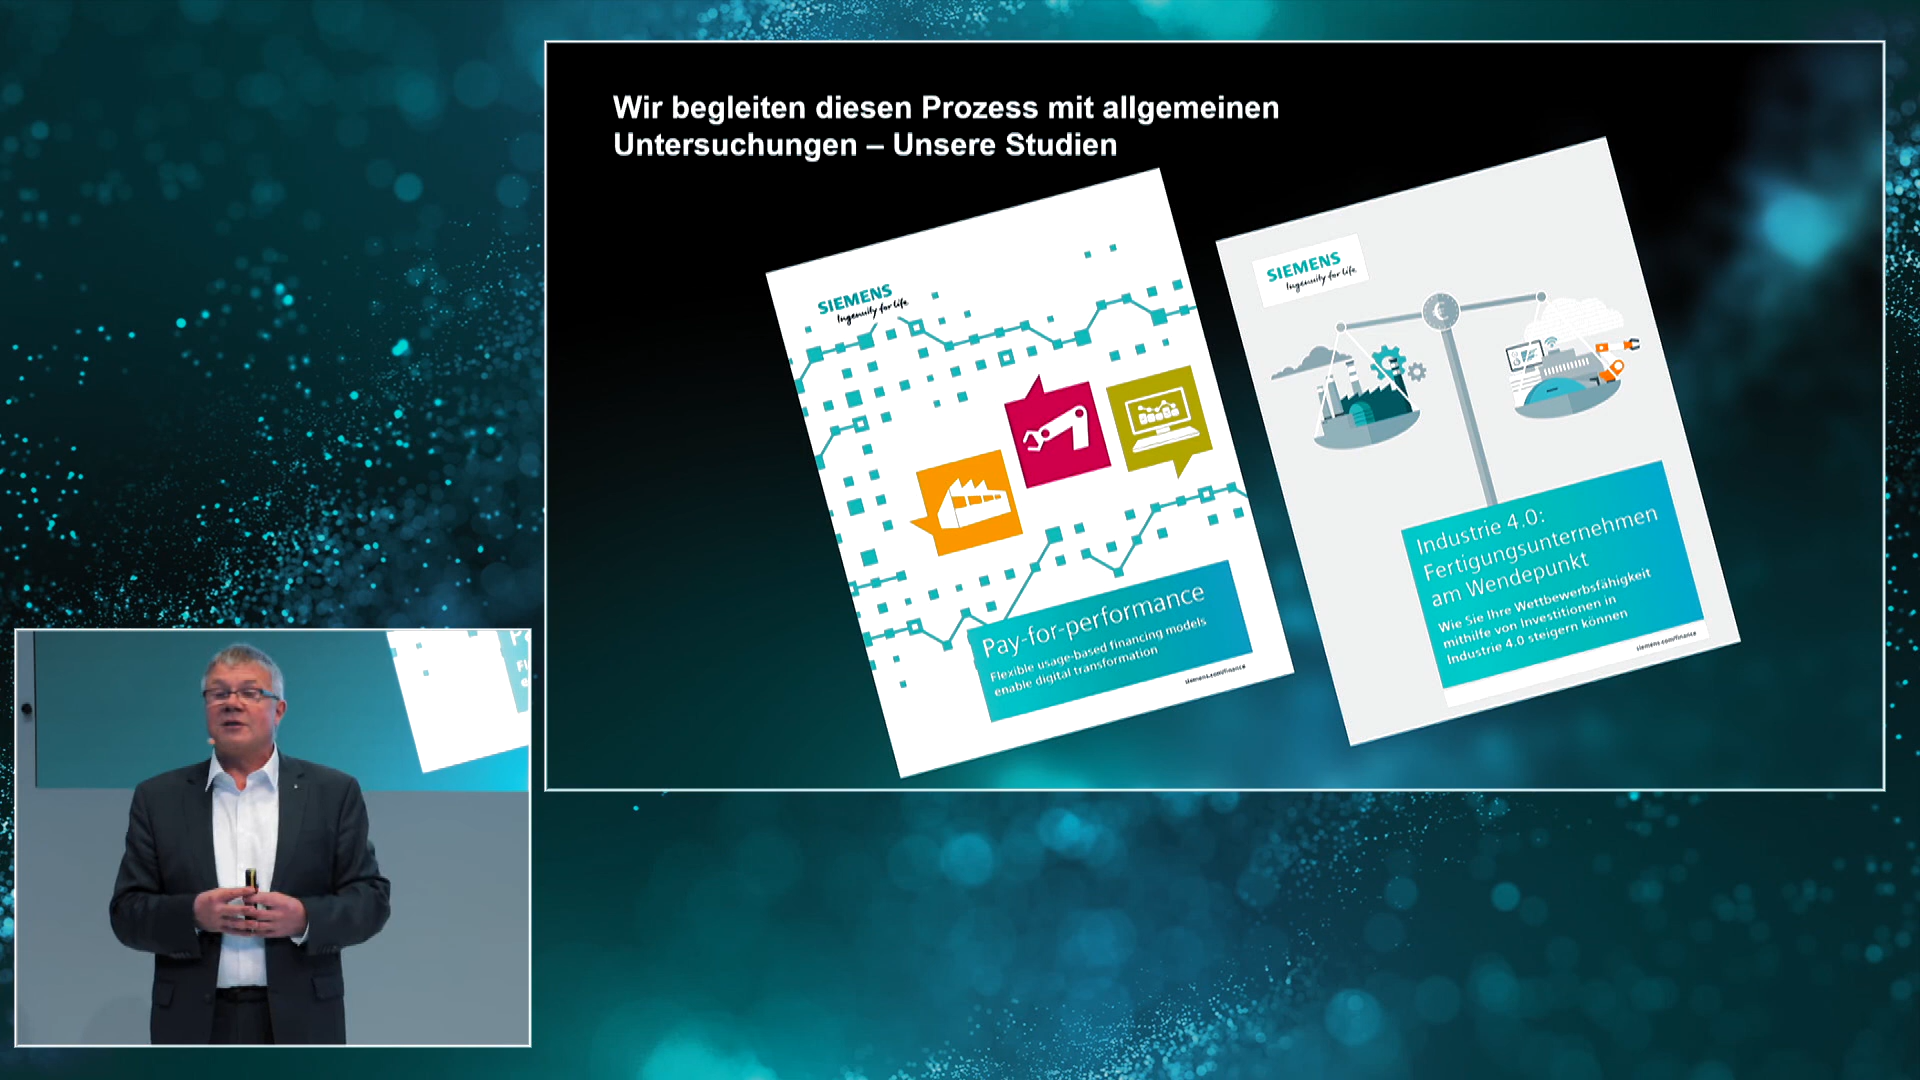 Wir begleiten diesen Prozess mit allgemeinen
Untersuchungen – Unsere Studien
SIEMENS
Ingenuity for life
Pay-for-performance
Flexible usage-based financing models
enable digital transformation
siemens.com/finance
SIEMENS
Ingenuity for life
€
Industrie 4.0:
Fertigungsunternehmen
am Wendepunkt
Wie Sie Ihre Wettbewerbsfähigkeit
mithilfe von Investitionen in
Industrie 4.0 steigern können
siemens.com/finance